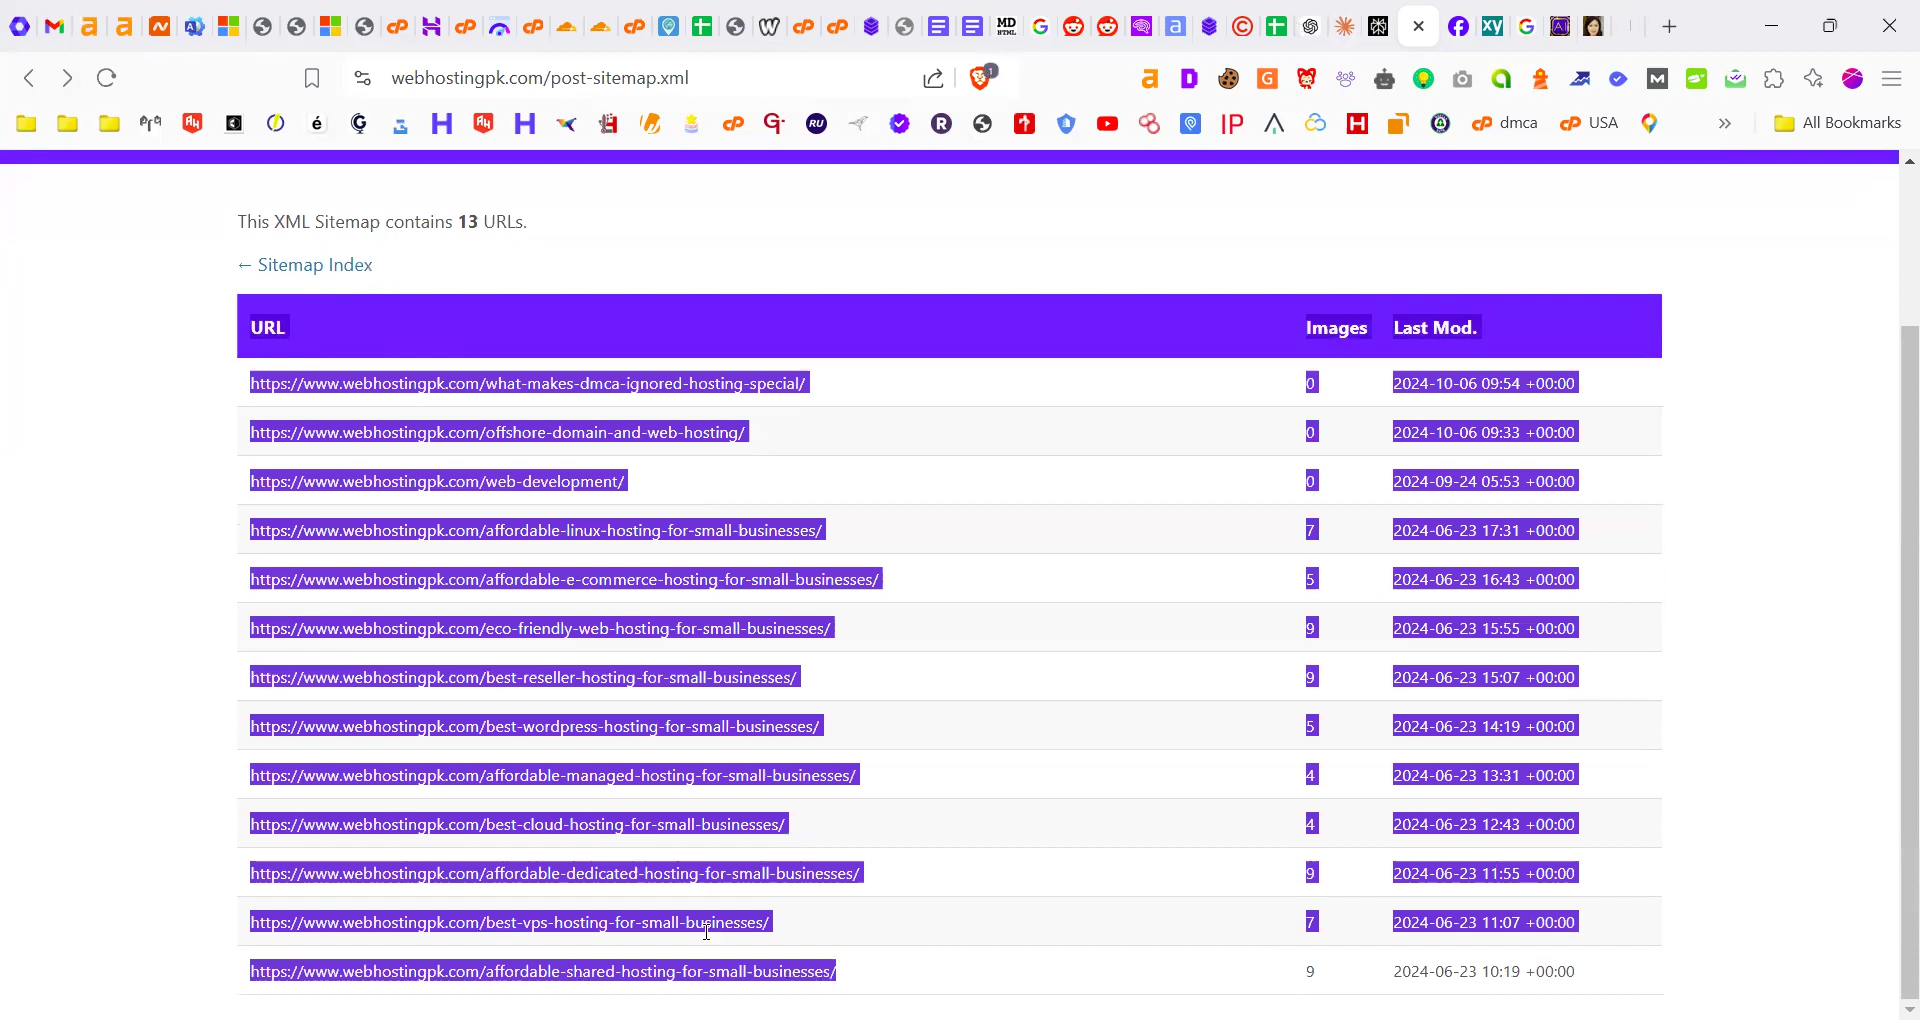 MD
HTML
W
xy
AI
webhostingpk.com/post-sitemap.xml
1
dmca
USA
All Bookmarks
This XML Sitemap contains 13 URLs.
← Sitemap Index
URL Images Last Mod.
https://www.webhostingpk.com/what-makes-dmca-ignored-hosting-special/ 0 2024-10-06 09:54 +00:00
https://www.webhostingpk.com/offshore-domain-and-web-hosting/ 0 2024-10-06 09:33 +00:00
https://www.webhostingpk.com/web-development/ 0 2024-09-24 05:53 +00:00
https://www.webhostingpk.com/affordable-linux-hosting-for-small-businesses/ 7 2024-06-23 17:31 +00:00
https://www.webhostingpk.com/affordable-e-commerce-hosting-for-small-businesses/ 5 2024-06-23 16:43 +00:00
https://www.webhostingpk.com/eco-friendly-web-hosting-for-small-businesses/ 9 2024-06-23 15:55 +00:00
https://www.webhostingpk.com/best-reseller-hosting-for-small-businesses/ 9 2024-06-23 15:07 +00:00
https://www.webhostingpk.com/best-wordpress-hosting-for-small-businesses/ 5 2024-06-23 14:19 +00:00
https://www.webhostingpk.com/affordable-managed-hosting-for-small-businesses/ 4 2024-06-23 13:31 +00:00
https://www.webhostingpk.com/best-cloud-hosting-for-small-businesses/ 4 2024-06-23 12:43 +00:00
https://www.webhostingpk.com/affordable-dedicated-hosting-for-small-businesses/ 9 2024-06-23 11:55 +00:00
https://www.webhostingpk.com/best-vps-hosting-for-small-businesses/ 7 2024-06-23 11:07 +00:00
https://www.webhostingpk.com/affordable-shared-hosting-for-small-businesses/ 9 2024-06-23 10:19 +00:00